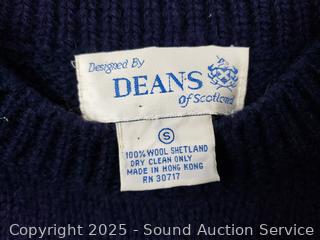 Designed By
DEANS
Of Scotland
S
100% WOOL SHETLAND
DRY CLEAN ONLY
MADE IN HONG KONG
RN 30717
Copyright 2025 - Sound Auction Service